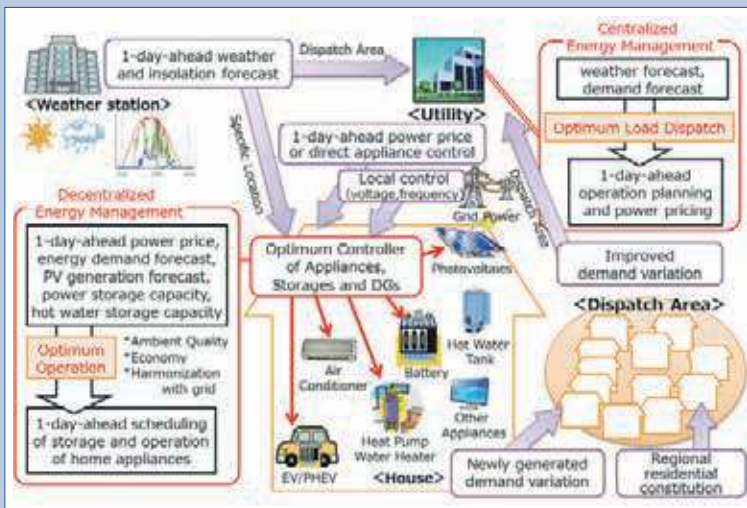 1-day-ahead weather
and insolation forecast
Dispatch Area
<Weather station>
<Utility>
Centralized
Energy Management
weather forecast,
demand forecast
Optimum Load Dispatch
1-day-ahead
operation planning
and power pricing
1-day-ahead power price
or direct appliance control
Specific Location
Local control
(voltage,frequency)
Grid Power
Dispatch Area
Improved
demand variation
Decentralized
Energy Management
1-day-ahead power price,
energy demand forecast,
PV generation forecast,
power storage capacity,
hot water storage capacity
Optimum
Operation
*Ambient Quality
*Economy
*Harmonization
with grid
1-day-ahead scheduling
of storage and operation
of home appliances
Optimum Controller
of Appliances,
Storages and DGs
Photovoltaics
Air
Conditioner
Battery
Hot Water
Tank
EV/PHEV
Heat Pump
Water Heater
Other
Appliances
<House>
<Dispatch Area>
Newly generated
demand variation
Regional
residential
constitution